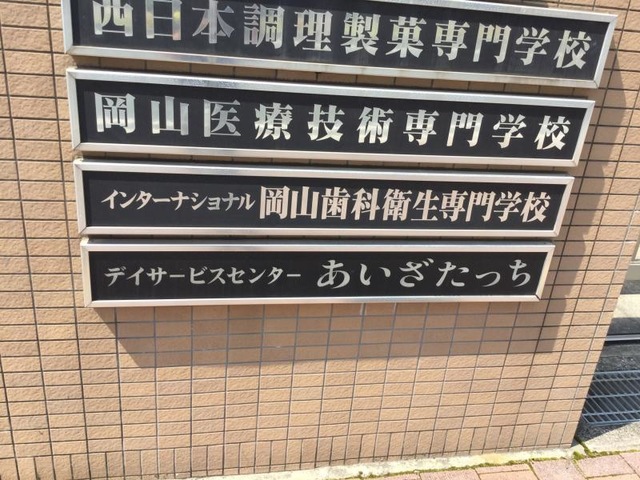 西日本調理製菓専門学校
岡山医療技術専門学校
インターナショナル 岡山歯科衛生専門学校
デイサービスセンター あいざたっち